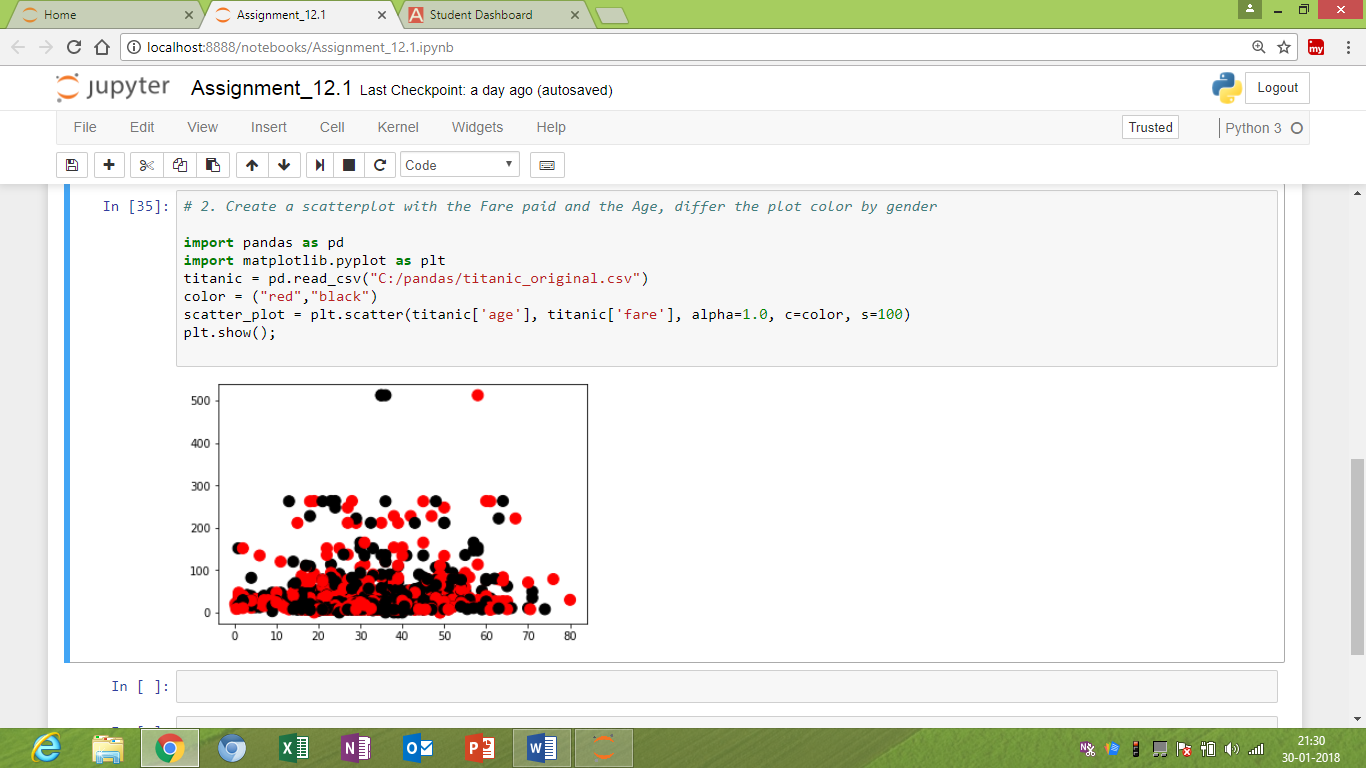 Home
Assignment_12.1
Student Dashboard
localhost:8888/notebooks/Assignment_12.1.ipynb
my
jupyter Assignment_12.1 Last Checkpoint: a day ago (autosaved)
Logout
File Edit View Insert Cell Kernel Widgets Help
Trusted
Python 3
Code
In [35]: # 2. Create a scatterplot with the Fare paid and the Age, differ the plot color by gender
import pandas as pd
import matplotlib.pyplot as plt
titanic = pd.read_csv("C:/pandas/titanic_original.csv")
color = ("red","black")
scatter_plot = plt.scatter(titanic['age'], titanic['fare'], alpha=1.0, c=color, s=100)
plt.show();
500
400
300
200
100
0
0 10 20 30 40 50 60 70 80
In [ ]:
21:30
30-01-2018